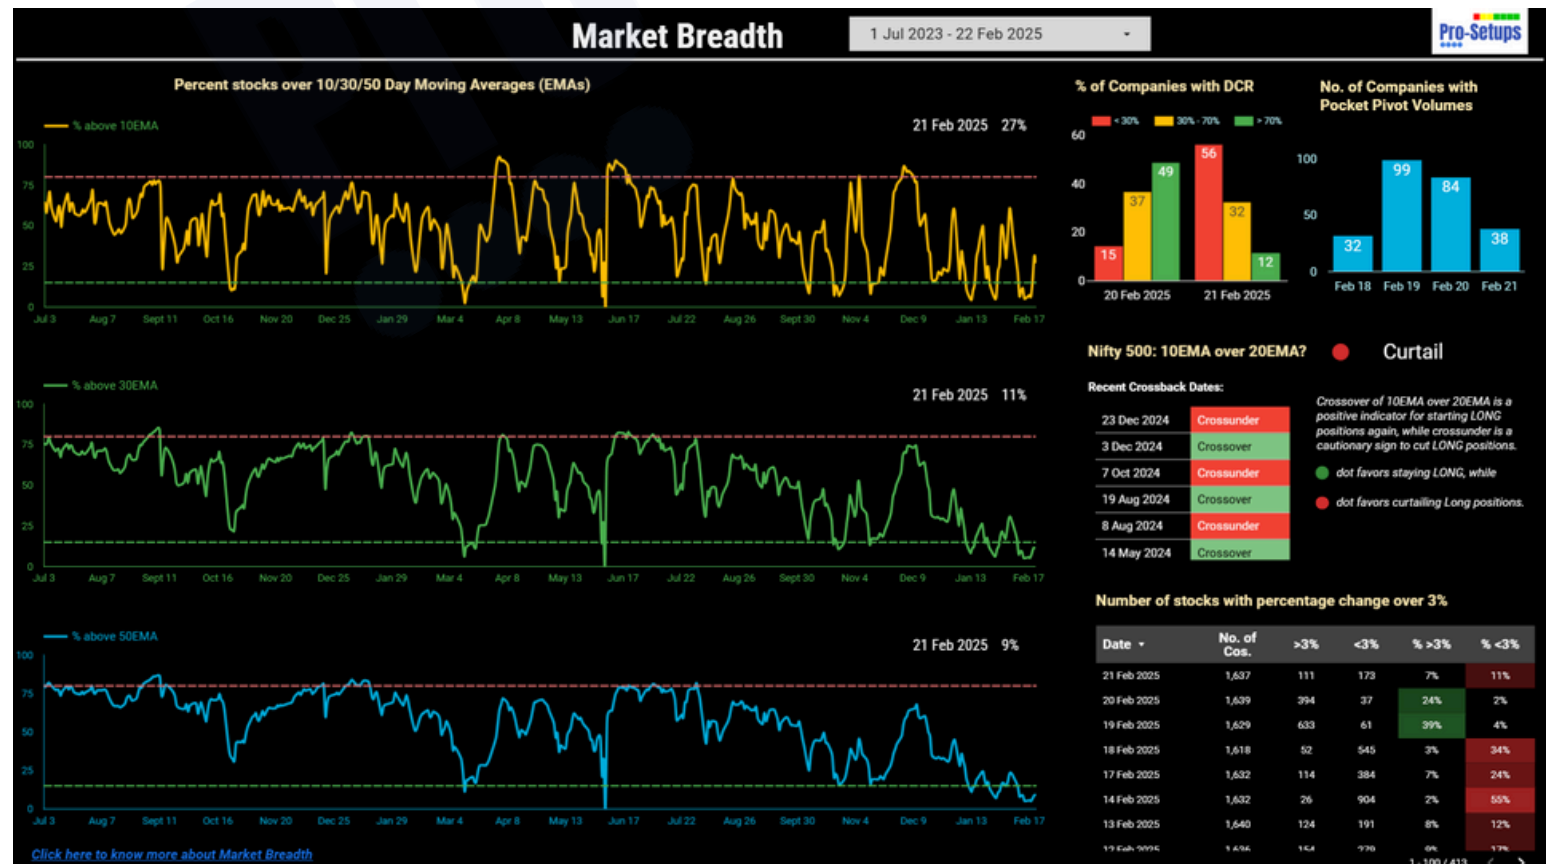 Market Breadth
1 Jul 2023 - 22 Feb 2025
Pro-Setups
Percent stocks over 10/30/50 Day Moving Averages (EMAs)
% above 10EMA
21 Feb 2025 27%
100
75
50
25
0
Jul 3 Aug 7 Sept 11 Oct 16 Nov 20 Dec 25 Jan 29 Mar 4 Apr 8 May 13 Jun 17 Jul 22 Aug 26 Sept 30 Nov 4 Dec 9 Jan 13 Feb 17
% above 30EMA
21 Feb 2025 11%
100
75
50
25
0
Jul 3 Aug 7 Sept 11 Oct 16 Nov 20 Dec 25 Jan 29 Mar 4 Apr 8 May 13 Jun 17 Jul 22 Aug 26 Sept 30 Nov 4 Dec 9 Jan 13 Feb 17
% above 50EMA
21 Feb 2025 9%
100
75
50
25
0
Jul 3 Aug 7 Sept 11 Oct 16 Nov 20 Dec 25 Jan 29 Mar 4 Apr 8 May 13 Jun 17 Jul 22 Aug 26 Sept 30 Nov 4 Dec 9 Jan 13 Feb 17
Click here to know more about Market Breadth
% of Companies with DCR
< 30% 30% - 70% > 70%
60
40
20
0
15 37 49 56 32 12
20 Feb 2025 21 Feb 2025
No. of Companies with
Pocket Pivot Volumes
100
50
0
32 99 84 38
Feb 18 Feb 19 Feb 20 Feb 21
Nifty 500: 10EMA over 20EMA? Curtail
Recent Crossback Dates:
23 Dec 2024 Crossunder
3 Dec 2024 Crossover
7 Oct 2024 Crossunder
19 Aug 2024 Crossover
8 Aug 2024 Crossunder
14 May 2024 Crossover
Crossover of 10EMA over 20EMA is a
positive indicator for starting LONG
positions again, while crossunder is a
cautionary sign to cut LONG positions.
dot favors staying LONG, while
dot favors curtailing Long positions.
Number of stocks with percentage change over 3%
Date No. of Cos. >3% <3% % >3% % <3%
21 Feb 2025 1,637 111 173 7% 11%
20 Feb 2025 1,639 394 37 24% 2%
19 Feb 2025 1,629 633 61 39% 4%
18 Feb 2025 1,618 52 545 3% 34%
17 Feb 2025 1,632 114 384 7% 24%
14 Feb 2025 1,632 26 904 2% 55%
13 Feb 2025 1,640 124 191 8% 12%
12 Feb 2025 1,636 154 279 9% 17%
1 - 100 / 413